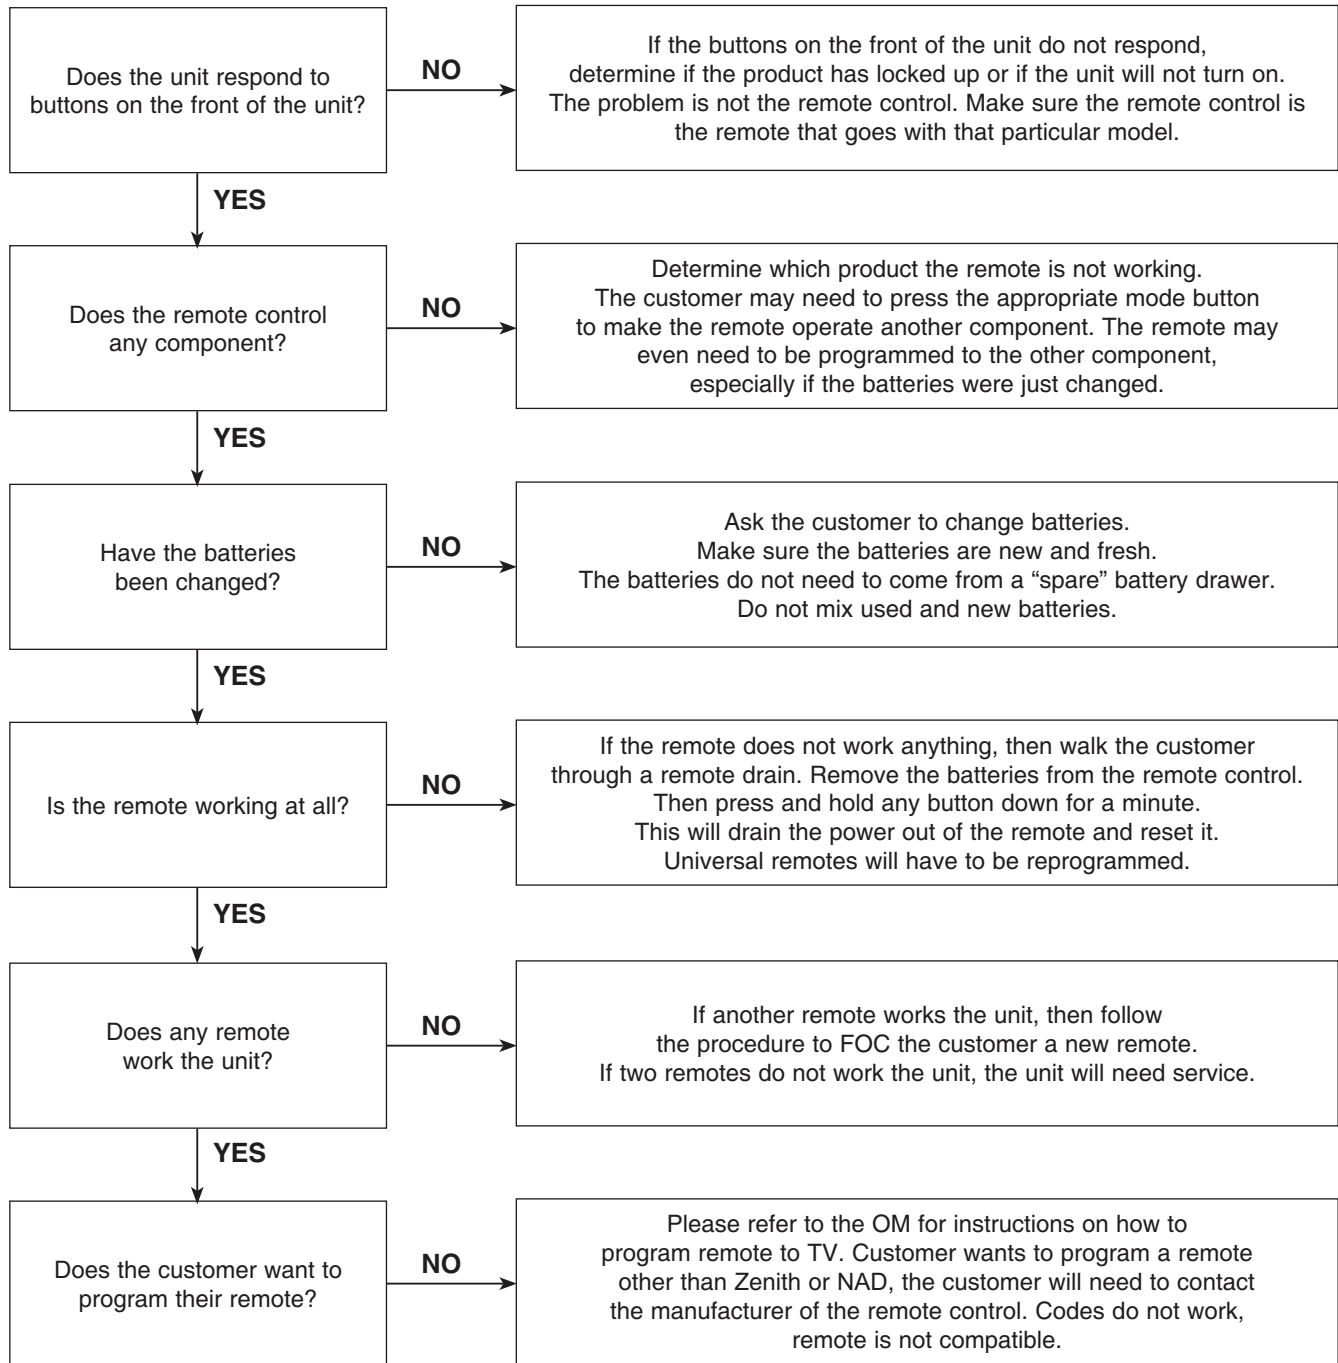 Does the unit respond to
buttons on the front of the unit?
NO
If the buttons on the front of the unit do not respond,
determine if the product has locked up or if the unit will not turn on.
The problem is not the remote control. Make sure the remote control is
the remote that goes with that particular model.
YES
Does the remote control
any component?
NO
Determine which product the remote is not working.
The customer may need to press the appropriate mode button
to make the remote operate another component. The remote may
even need to be programmed to the other component,
especially if the batteries were just changed.
YES
Have the batteries
been changed?
NO
Ask the customer to change batteries.
Make sure the batteries are new and fresh.
The batteries do not need to come from a “spare” battery drawer.
Do not mix used and new batteries.
YES
Is the remote working at all?
NO
If the remote does not work anything, then walk the customer
through a remote drain. Remove the batteries from the remote control.
Then press and hold any button down for a minute.
This will drain the power out of the remote and reset it.
Universal remotes will have to be reprogrammed.
YES
Does any remote
work the unit?
NO
If another remote works the unit, then follow
the procedure to FOC the customer a new remote.
If two remotes do not work the unit, the unit will need service.
YES
Does the customer want to
program their remote?
NO
Please refer to the OM for instructions on how to
program remote to TV. Customer wants to program a remote
other than Zenith or NAD, the customer will need to contact
the manufacturer of the remote control. Codes do not work,
remote is not compatible.